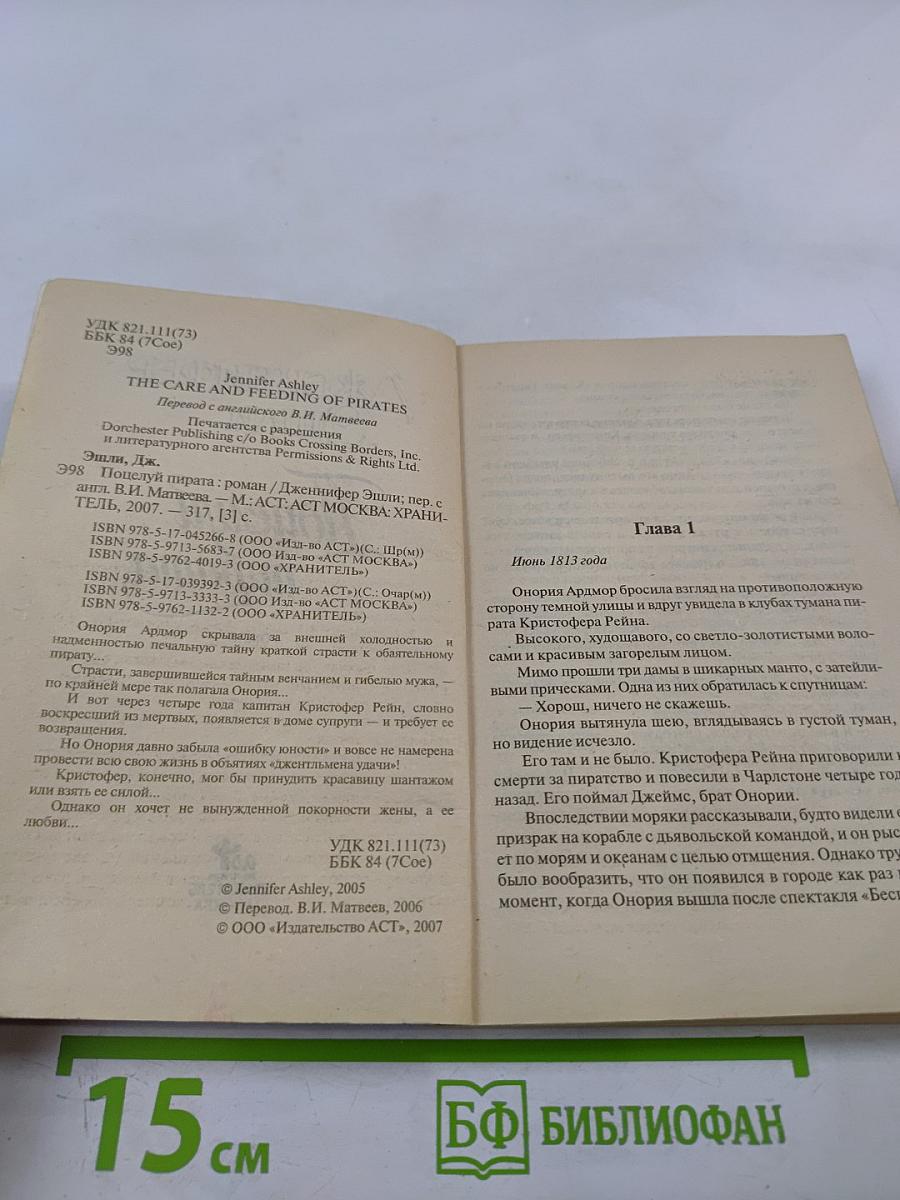 УДК 821.111(73)
ББК 84 (7Сое)
Э98
Jennifer Ashley
THE CARE AND FEEDING OF PIRATES
Перевод с английского В.И. Матвеева
Печатается с разрешения
Dorchester Publishing c/o Books Crossing Borders, Inc.
и литературного агентства Permissions & Rights Ltd.
Эшли, Дж.
Э98 Поцелуй пирата : роман / Дженнифер Эшли; пер. с
англ. В.И. Матвеева. — М.: АСТ: АСТ МОСКВА: ХРАНИ-
ТЕЛЬ, 2007. — 317, [3] с.
ISBN 978-5-17-045266-8 (ООО «Изд-во АСТ»)(С.: Шр(м))
ISBN 978-5-9713-5683-7 (ООО Изд-во «АСТ МОСКВА»)
ISBN 978-5-9762-4019-3 (ООО «ХРАНИТЕЛЬ»)
ISBN 978-5-17-039392-3 (ООО «Изд-во АСТ»)(С.: Очар(м))
ISBN 978-5-9713-3333-3 (ООО Изд-во «АСТ МОСКВА»)
ISBN 978-5-9762-1132-2 (ООО «ХРАНИТЕЛЬ»)
Онория Ардмор скрывала за внешней холодностью и
надменностью печальную тайну краткой страсти к обаятельному
пирату...
Страсти, завершившейся тайным венчанием и гибелью мужа, —
по крайней мере так полагала Онория...
И вот через четыре года капитан Кристофер Рейн, словно
воскресший из мертвых, появляется в доме супруги — и требует ее
возвращения.
Но Онория давно забыла «ошибку юности» и вовсе не намерена
провести всю свою жизнь в объятиях «джентльмена удачи»!
Кристофер, конечно, мог бы принудить красавицу шантажом
или взять ее силой...
Однако он хочет не вынужденной покорности жены, а ее
любви...
УДК 821.111(73)
ББК 84 (7Сое)
© Jennifer Ashley, 2005
© Перевод. В.И. Матвеев, 2006
© ООО «Издательство АСТ», 2007
Глава 1
Июнь 1813 года
Онория Ардмор бросила взгляд на противоположную
сторону темной улицы и вдруг увидела в клубах тумана пи-
рата Кристофера Рейна.
Высокого, худощавого, со светло-золотистыми воло-
сами и красивым загорелым лицом.
Мимо прошли три дамы в шикарных манто, с затейли-
выми прическами. Одна из них обратилась к спутницам:
— Хорош, ничего не скажешь.
Онория вытянула шею, вглядываясь в густой туман,
но видение исчезло.
Его там и не было. Кристофера Рейна приговорили к
смерти за пиратство и повесили в Чарлстоне четыре год
назад. Его поймал Джеймс, брат Онории.
Впоследствии моряки рассказывали, будто видели е
призрак на корабле с дьявольской командой, и он рыс
ет по морям и океанам с целью отмщения. Однако тру
было вообразить, что он появился в городе как раз в
момент, когда Онория вышла после спектакля «Бесп
15 см
БФ БИБЛИОФАН